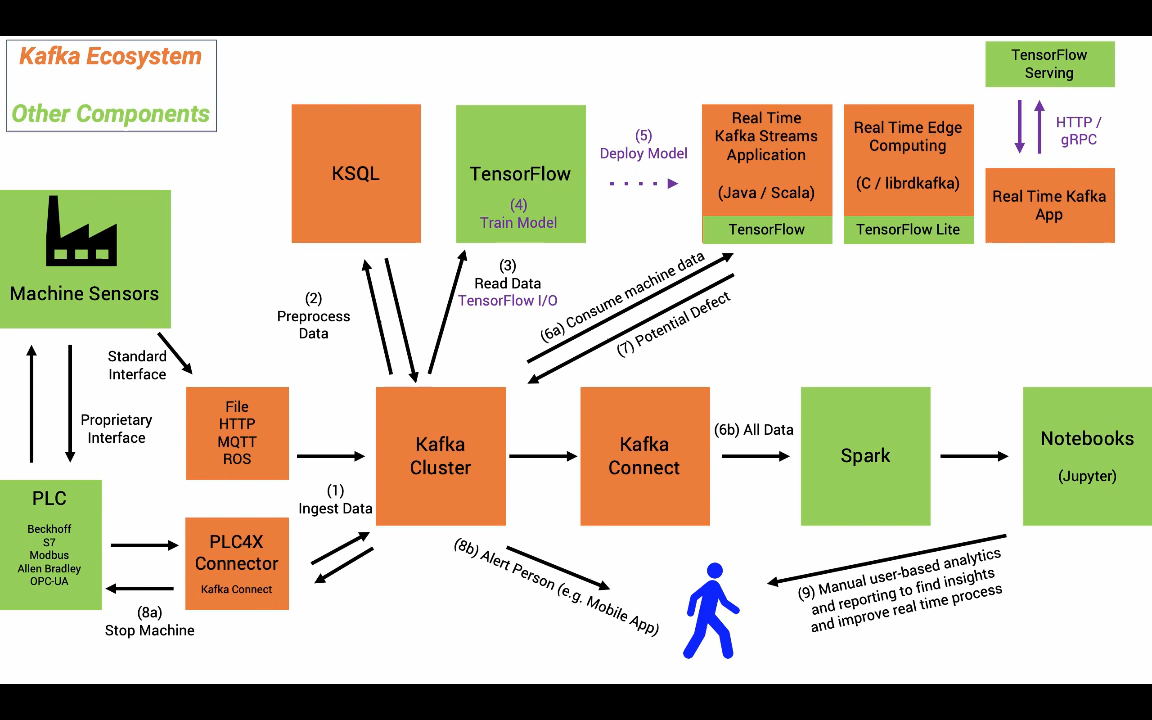 Kafka Ecosystem
Other Components
TensorFlow
Serving
HTTP /
gRPC
Real Time Kafka
App
KSQL
TensorFlow
(4)
Train Model
(5)
Deploy Model
Real Time
Kafka Streams
Application
(Java / Scala)
TensorFlow
Real Time Edge
Computing
(C / librdkafka)
TensorFlow Lite
Machine Sensors
(2)
Preprocess
Data
(3)
Read Data
TensorFlow I/O
(6a) Consume machine data
(7) Potential Defect
Standard
Interface
Proprietary
Interface
File
HTTP
MQTT
ROS
Kafka
Cluster
Kafka
Connect
(6b) All Data
Spark
Notebooks
(Jupyter)
(1)
Ingest Data
PLC
Beckhoff
S7
Modbus
Allen Bradley
OPC-UA
PLC4X
Connector
Kafka Connect
(8a)
Stop Machine
(8b) Alert Person (e.g. Mobile App)
(9) Manual user-based analytics
and reporting to find insights
and improve real time process